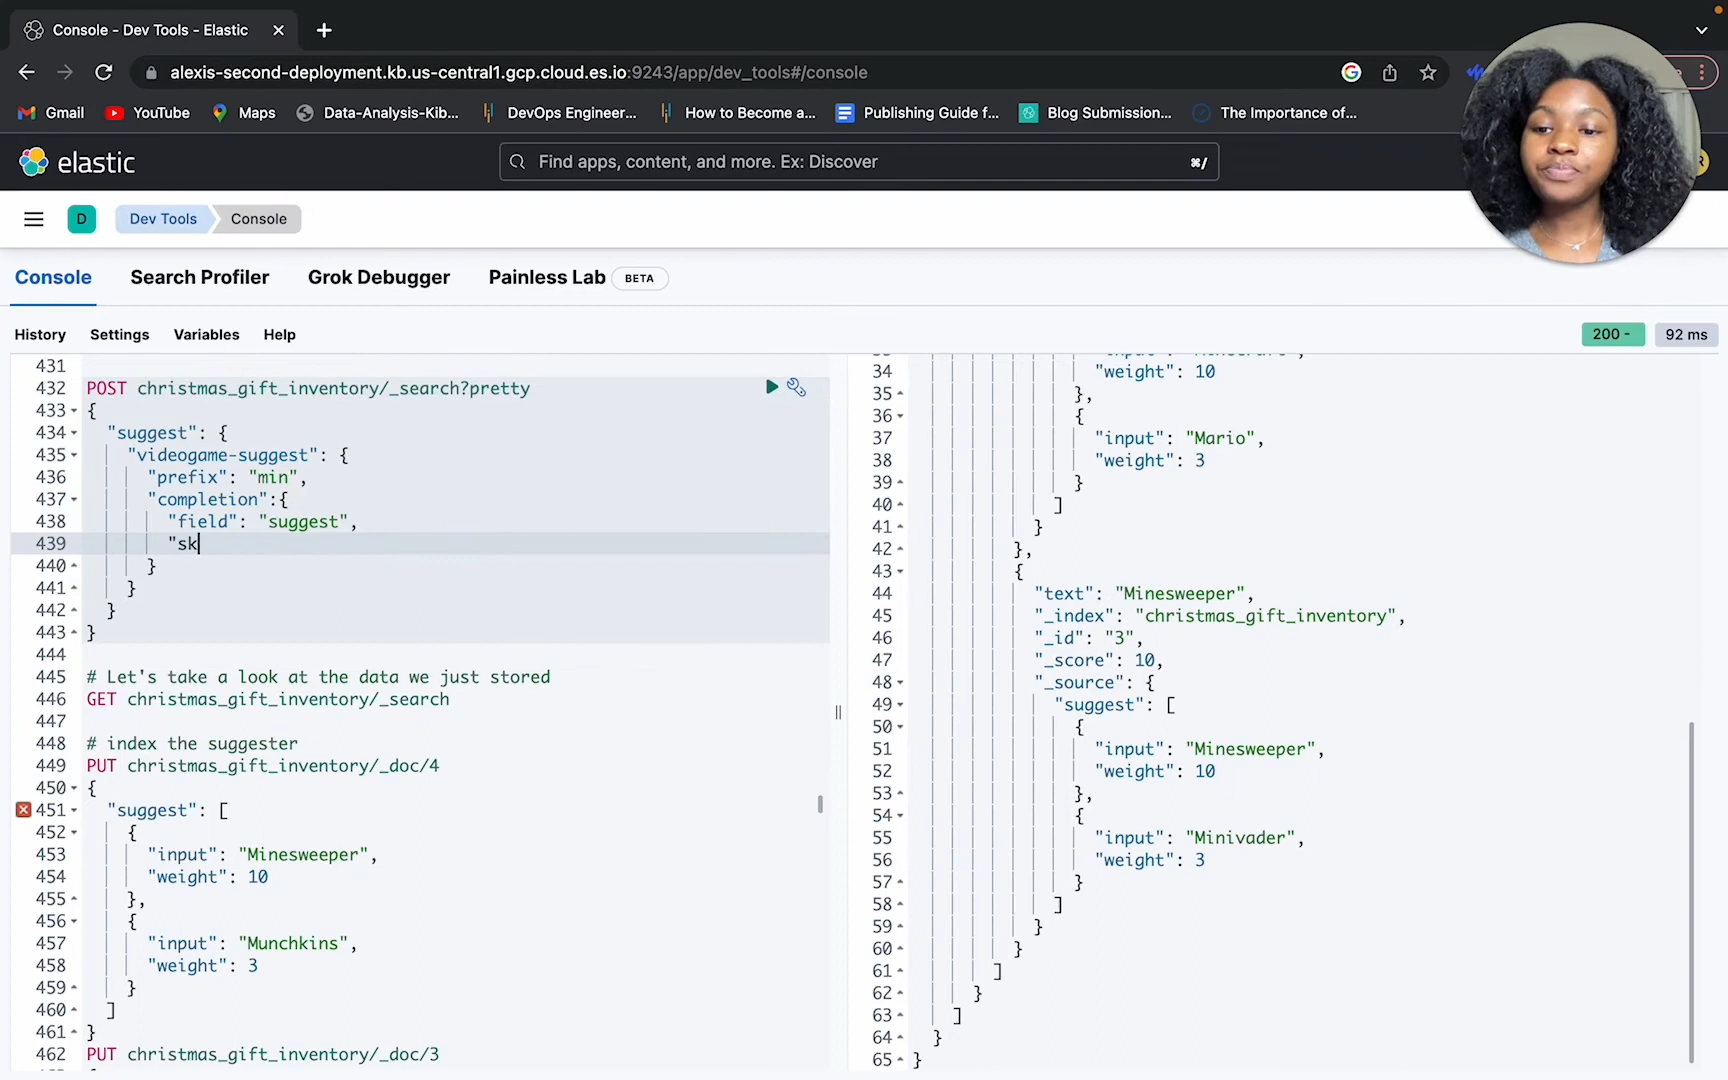 Console - Dev Tools - Elastic
alexis-second-deployment.kb.us-central1.gcp.cloud.es.io:9243/app/dev_tools#/console
Gmail YouTube Maps Data-Analysis-Kib... DevOps Engineer... How to Become a... Publishing Guide f... Blog Submission... The Importance of...
elastic
Find apps, content, and more. Ex: Discover ⌘/
D Dev Tools Console
Console Search Profiler Grok Debugger Painless Lab BETA
History Settings Variables Help
200 - 92 ms
431
432 POST christmas_gift_inventory/_search?pretty
433 {
434 "suggest": {
435 "videogame-suggest": {
436 "prefix": "min",
437 "completion":{
438 "field": "suggest",
439 "sk
440 }
441 }
442 }
443 }
444
445 # Let's take a look at the data we just stored
446 GET christmas_gift_inventory/_search
447
448 # index the suggester
449 PUT christmas_gift_inventory/_doc/4
450 {
451 "suggest": [
452 {
453 "input": "Minesweeper",
454 "weight": 10
455 },
456 {
457 "input": "Munchkins",
458 "weight": 3
459 }
460 ]
461 }
462 PUT christmas_gift_inventory/_doc/3
34 "weight": 10
35 },
36 {
37 "input": "Mario",
38 "weight": 3
39 }
40 ]
41 }
42 },
43 {
44 "text": "Minesweeper",
45 "_index": "christmas_gift_inventory",
46 "_id": "3",
47 "_score": 10,
48 "_source": {
49 "suggest": [
50 {
51 "input": "Minesweeper",
52 "weight": 10
53 },
54 {
55 "input": "Minivader",
56 "weight": 3
57 }
58 ]
59 }
60 }
61 ]
62 }
63 ]
64 }
65 }